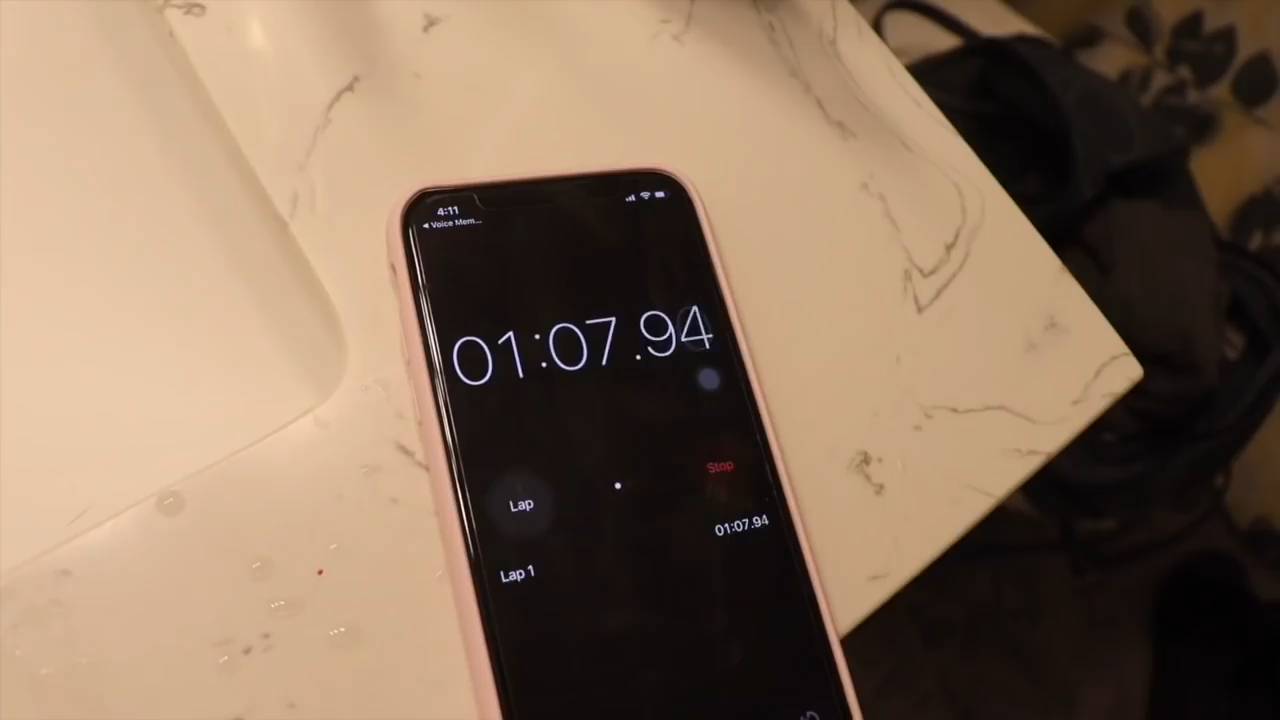 4:11
◀ Voice Mem...
01:07.94
Lap
Stop
Lap 1
01:07.94